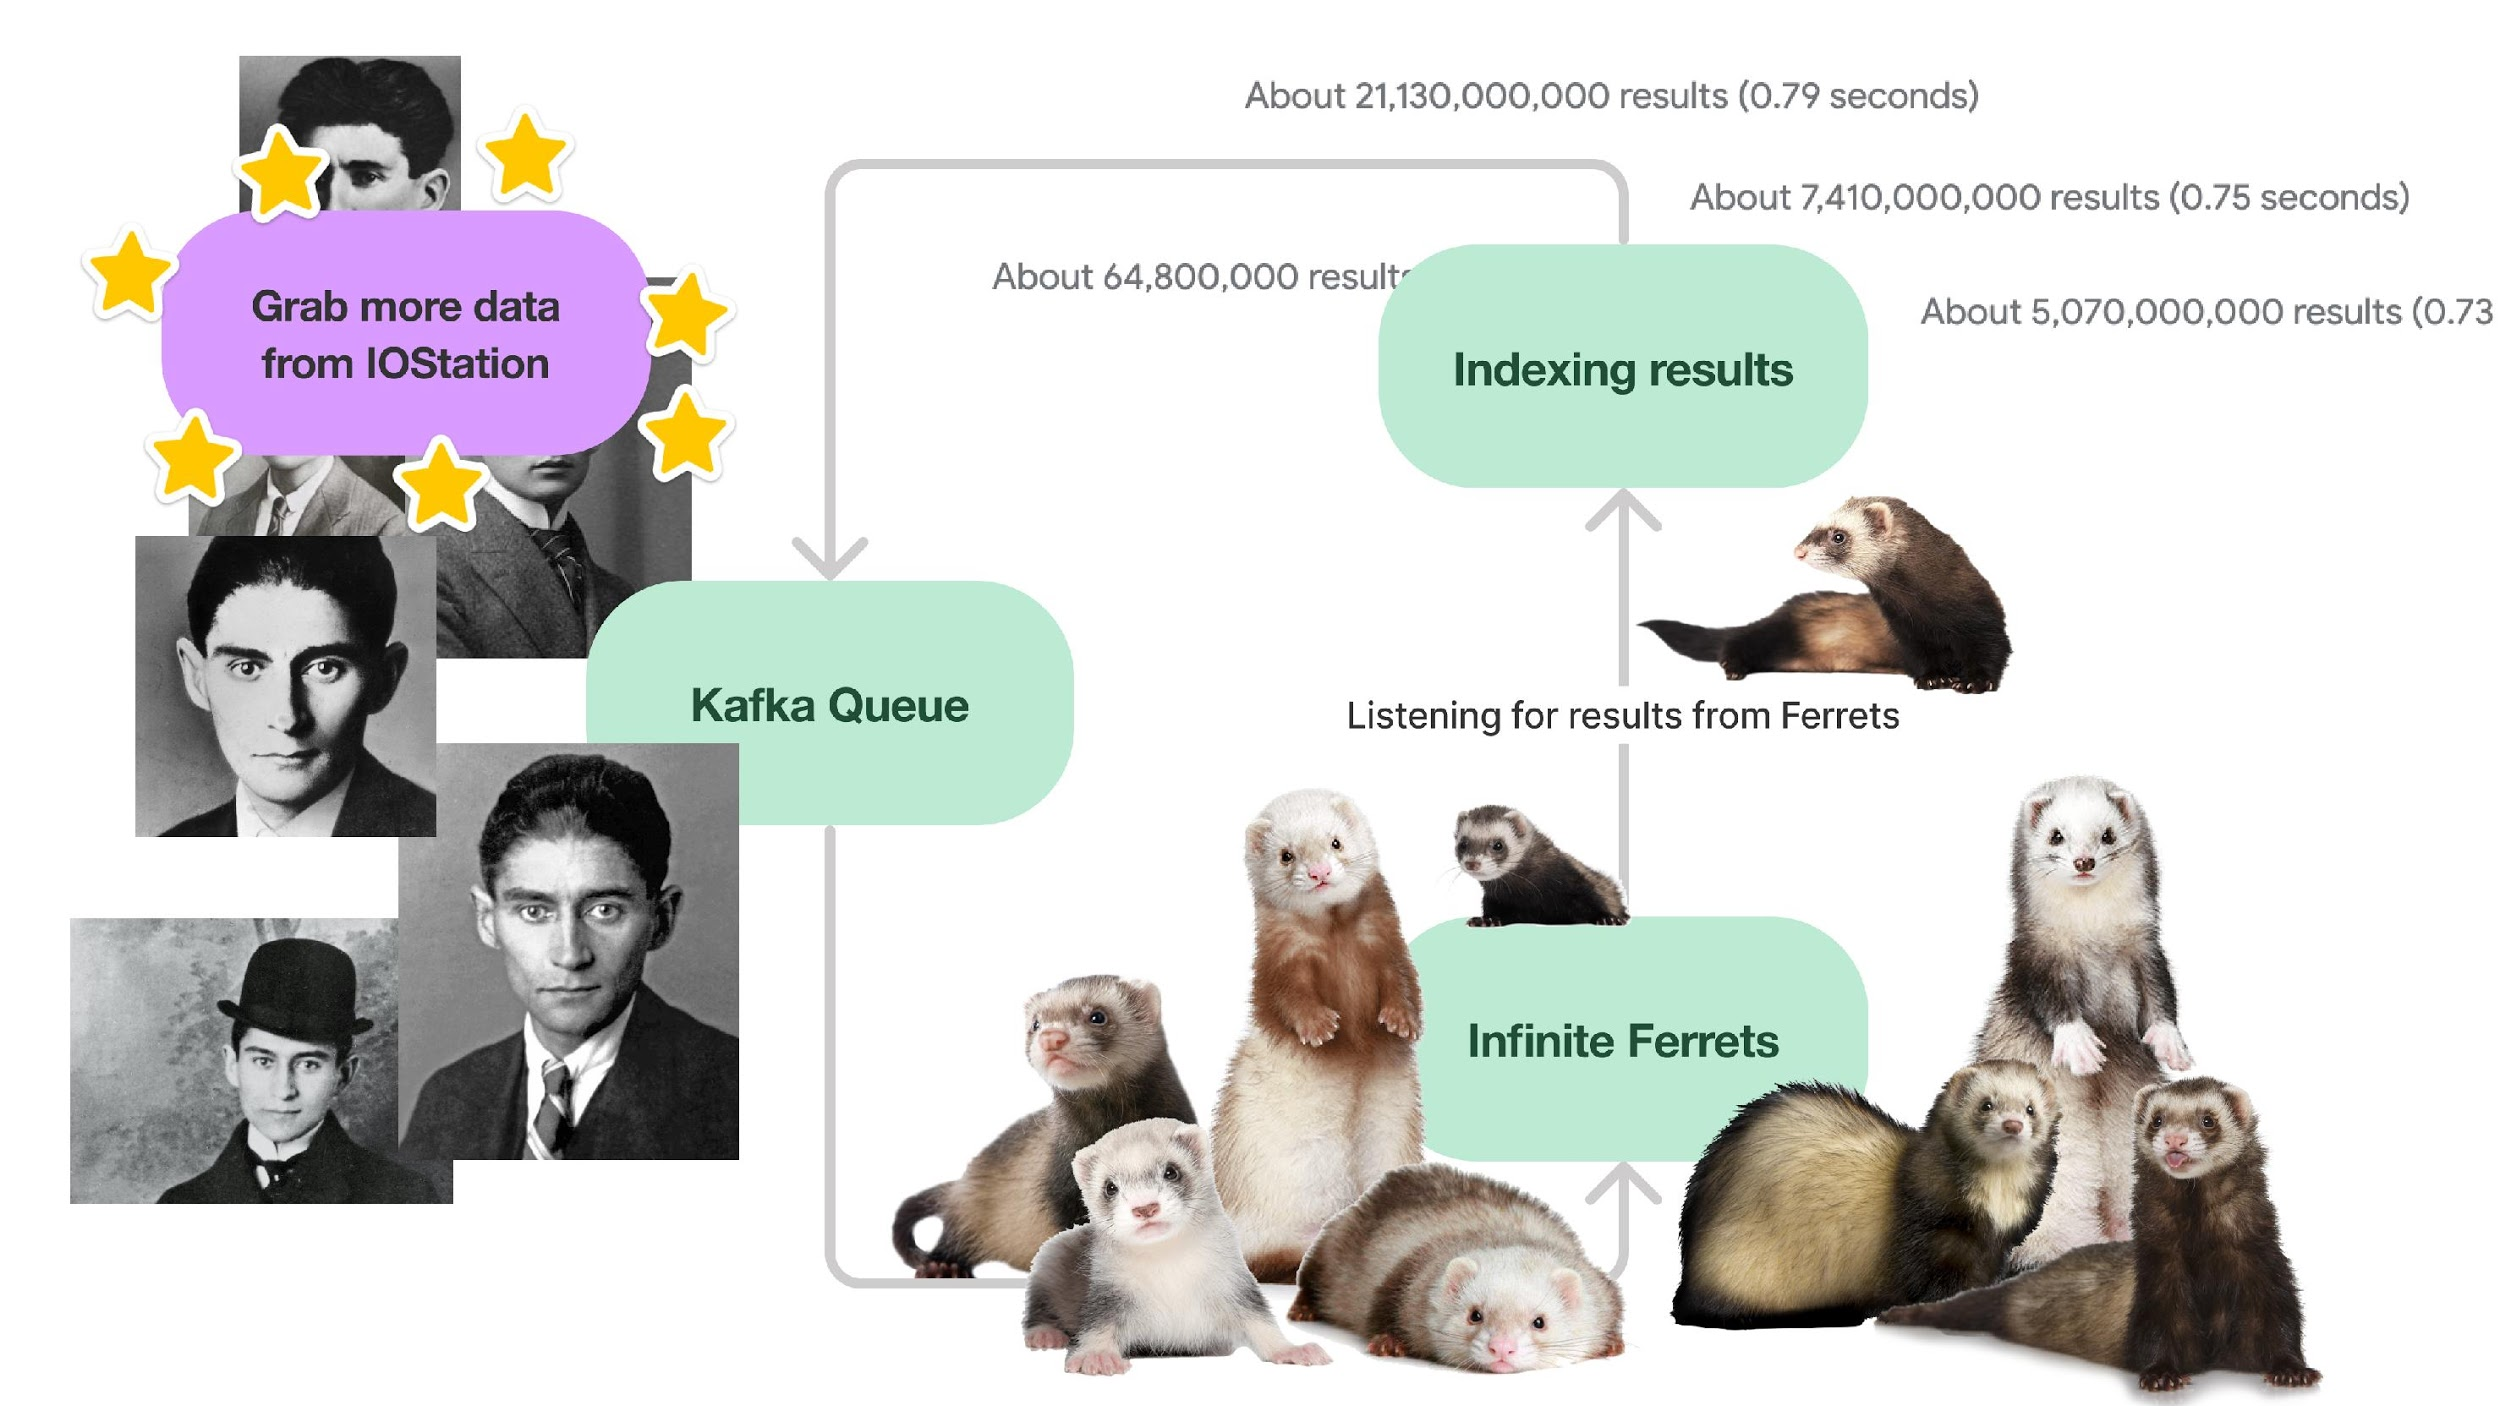 About 21,130,000,000 results (0.79 seconds)
About 7,410,000,000 results (0.75 seconds)
About 64,800,000 results
About 5,070,000,000 results (0.73
Grab more data
from IOStation
Indexing results
Kafka Queue
Listening for results from Ferrets
Infinite Ferrets